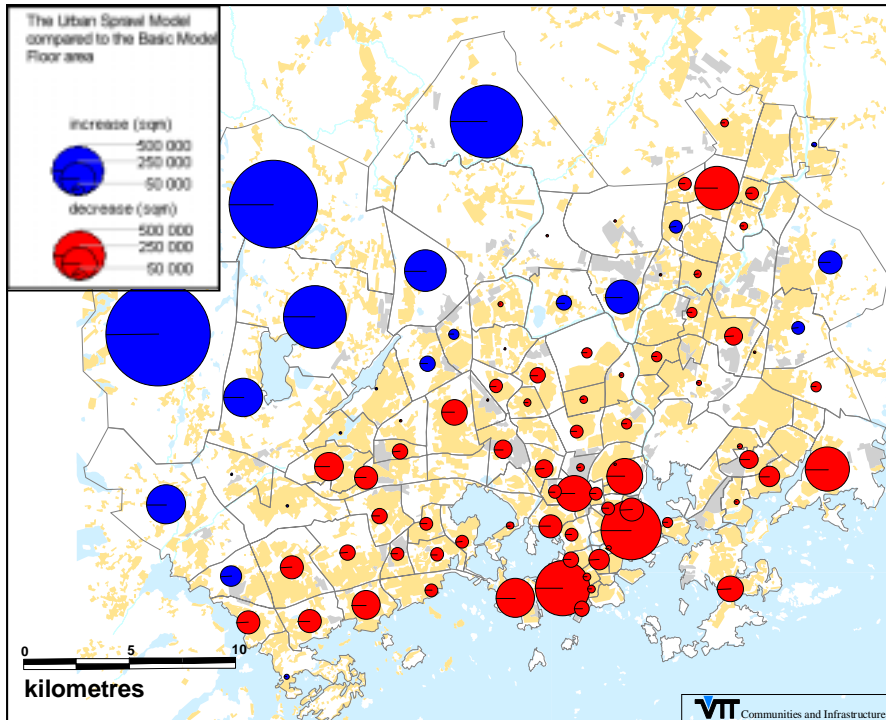 The Urban Sprawl Model
compared to the Basic Model
Floor area
increase (sqm)
500 000
250 000
50 000
decrease (sqm)
500 000
250 000
50 000
0 5 10
kilometres
VTT Communities and Infrastructure